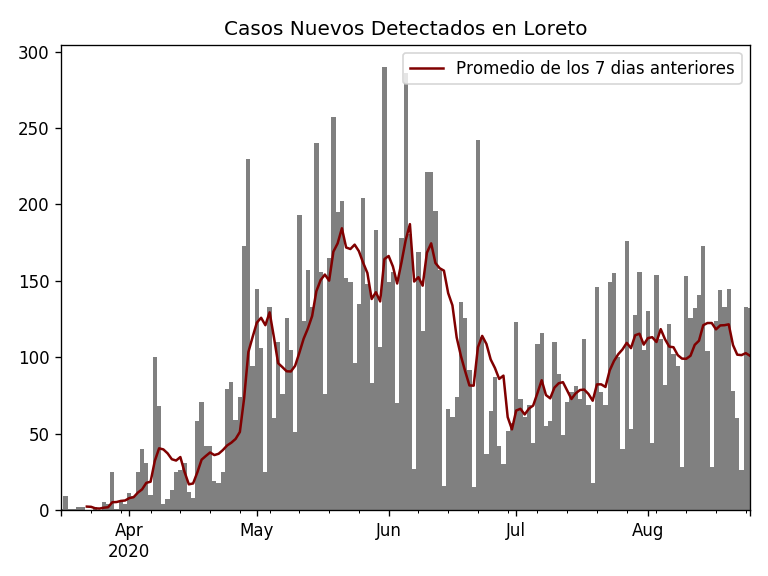 Casos Nuevos Detectados en Loreto
Promedio de los 7 dias anteriores
300
250
200
150
100
50
0
Apr
2020
May
Jun
Jul
Aug